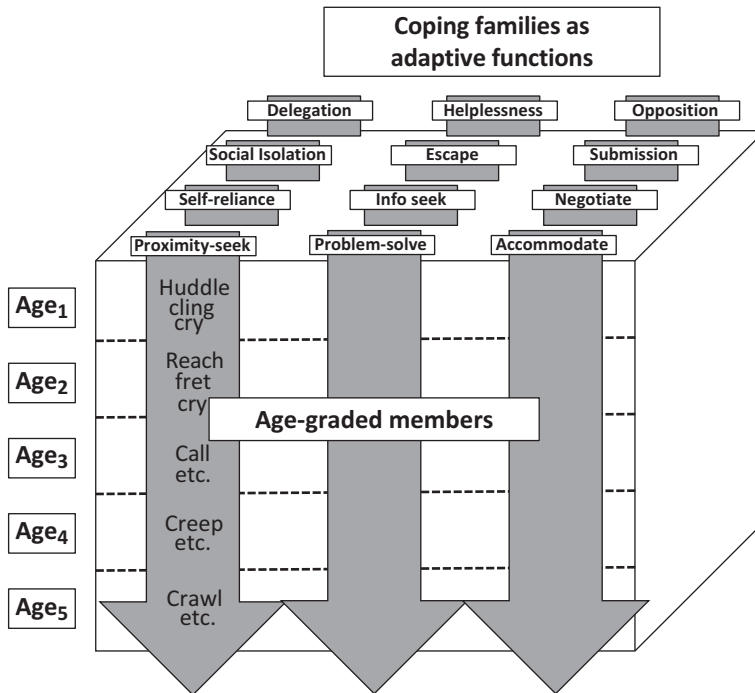 Coping families as
adaptive functions
Delegation
Helplessness
Opposition
Social Isolation
Escape
Submission
Self-reliance
Info seek
Negotiate
Proximity-seek
Problem-solve
Accommodate
Age1
Huddle
cling
cry
Age2
Reach
fret
cry
Age-graded members
Age3
Call
etc.
Age4
Creep
etc.
Age5
Crawl
etc.